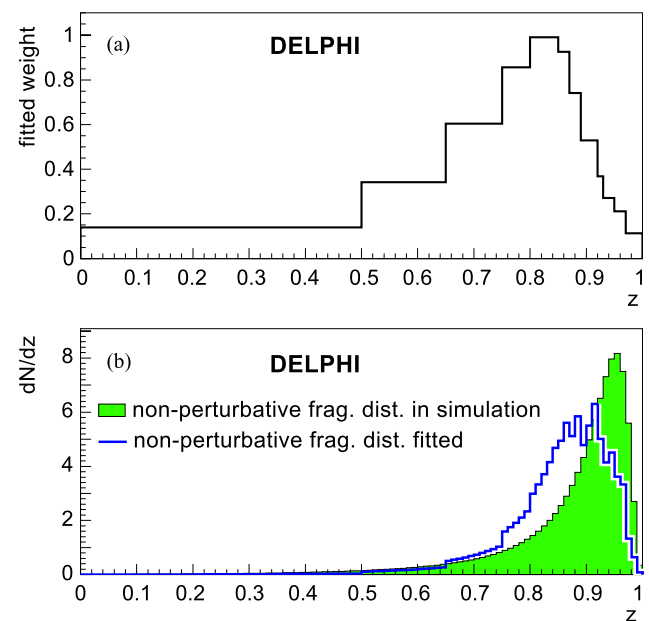 (a)
DELPHI
fitted weight
1
0.8
0.6
0.4
0.2
0
0 0.1 0.2 0.3 0.4 0.5 0.6 0.7 0.8 0.9 1
z
(b)
DELPHI
dN/dz
8
6
4
2
0
non-perturbative frag. dist. in simulation
non-perturbative frag. dist. fitted
0 0.1 0.2 0.3 0.4 0.5 0.6 0.7 0.8 0.9 1
z